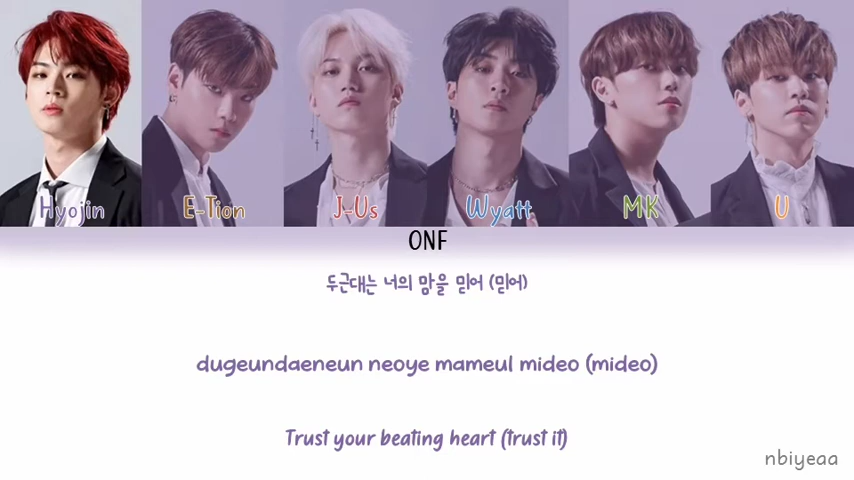 Hyojin E-Tion J-Us Wyatt MK U
ONF
두근대는 너의 맘을 믿어 (믿어)
dugeundaeneun neoye mameul mideo (mideo)
Trust your beating heart (trust it)
nbiyeaa